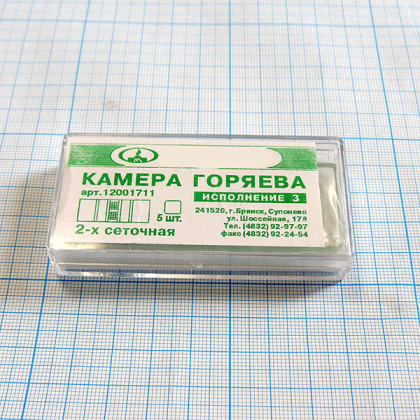 КАМЕРА ГОРЯЕВА
арт.12001711
ИСПОЛНЕНИЕ 3
5 шт.
2-х сеточная
241520, г.Брянск, Супонево
ул. Шоссейная, 17а
Тел. (4832) 92-97-97
факс (4832) 92-24-54